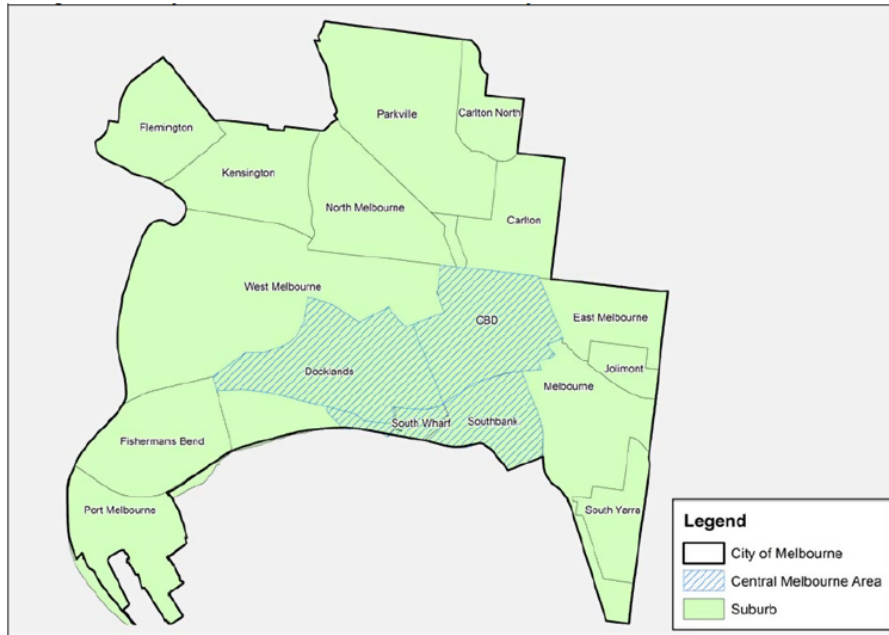 Parkville
Carlton North
Flemington
Kensington
North Melbourne
Carlton
West Melbourne
CBD
East Melbourne
Jolimont
Docklands
Melbourne
South Wharf
Southbank
Fishermans Bend
Port Melbourne
South Yarra
Legend
City of Melbourne
Central Melbourne Area
Suburb